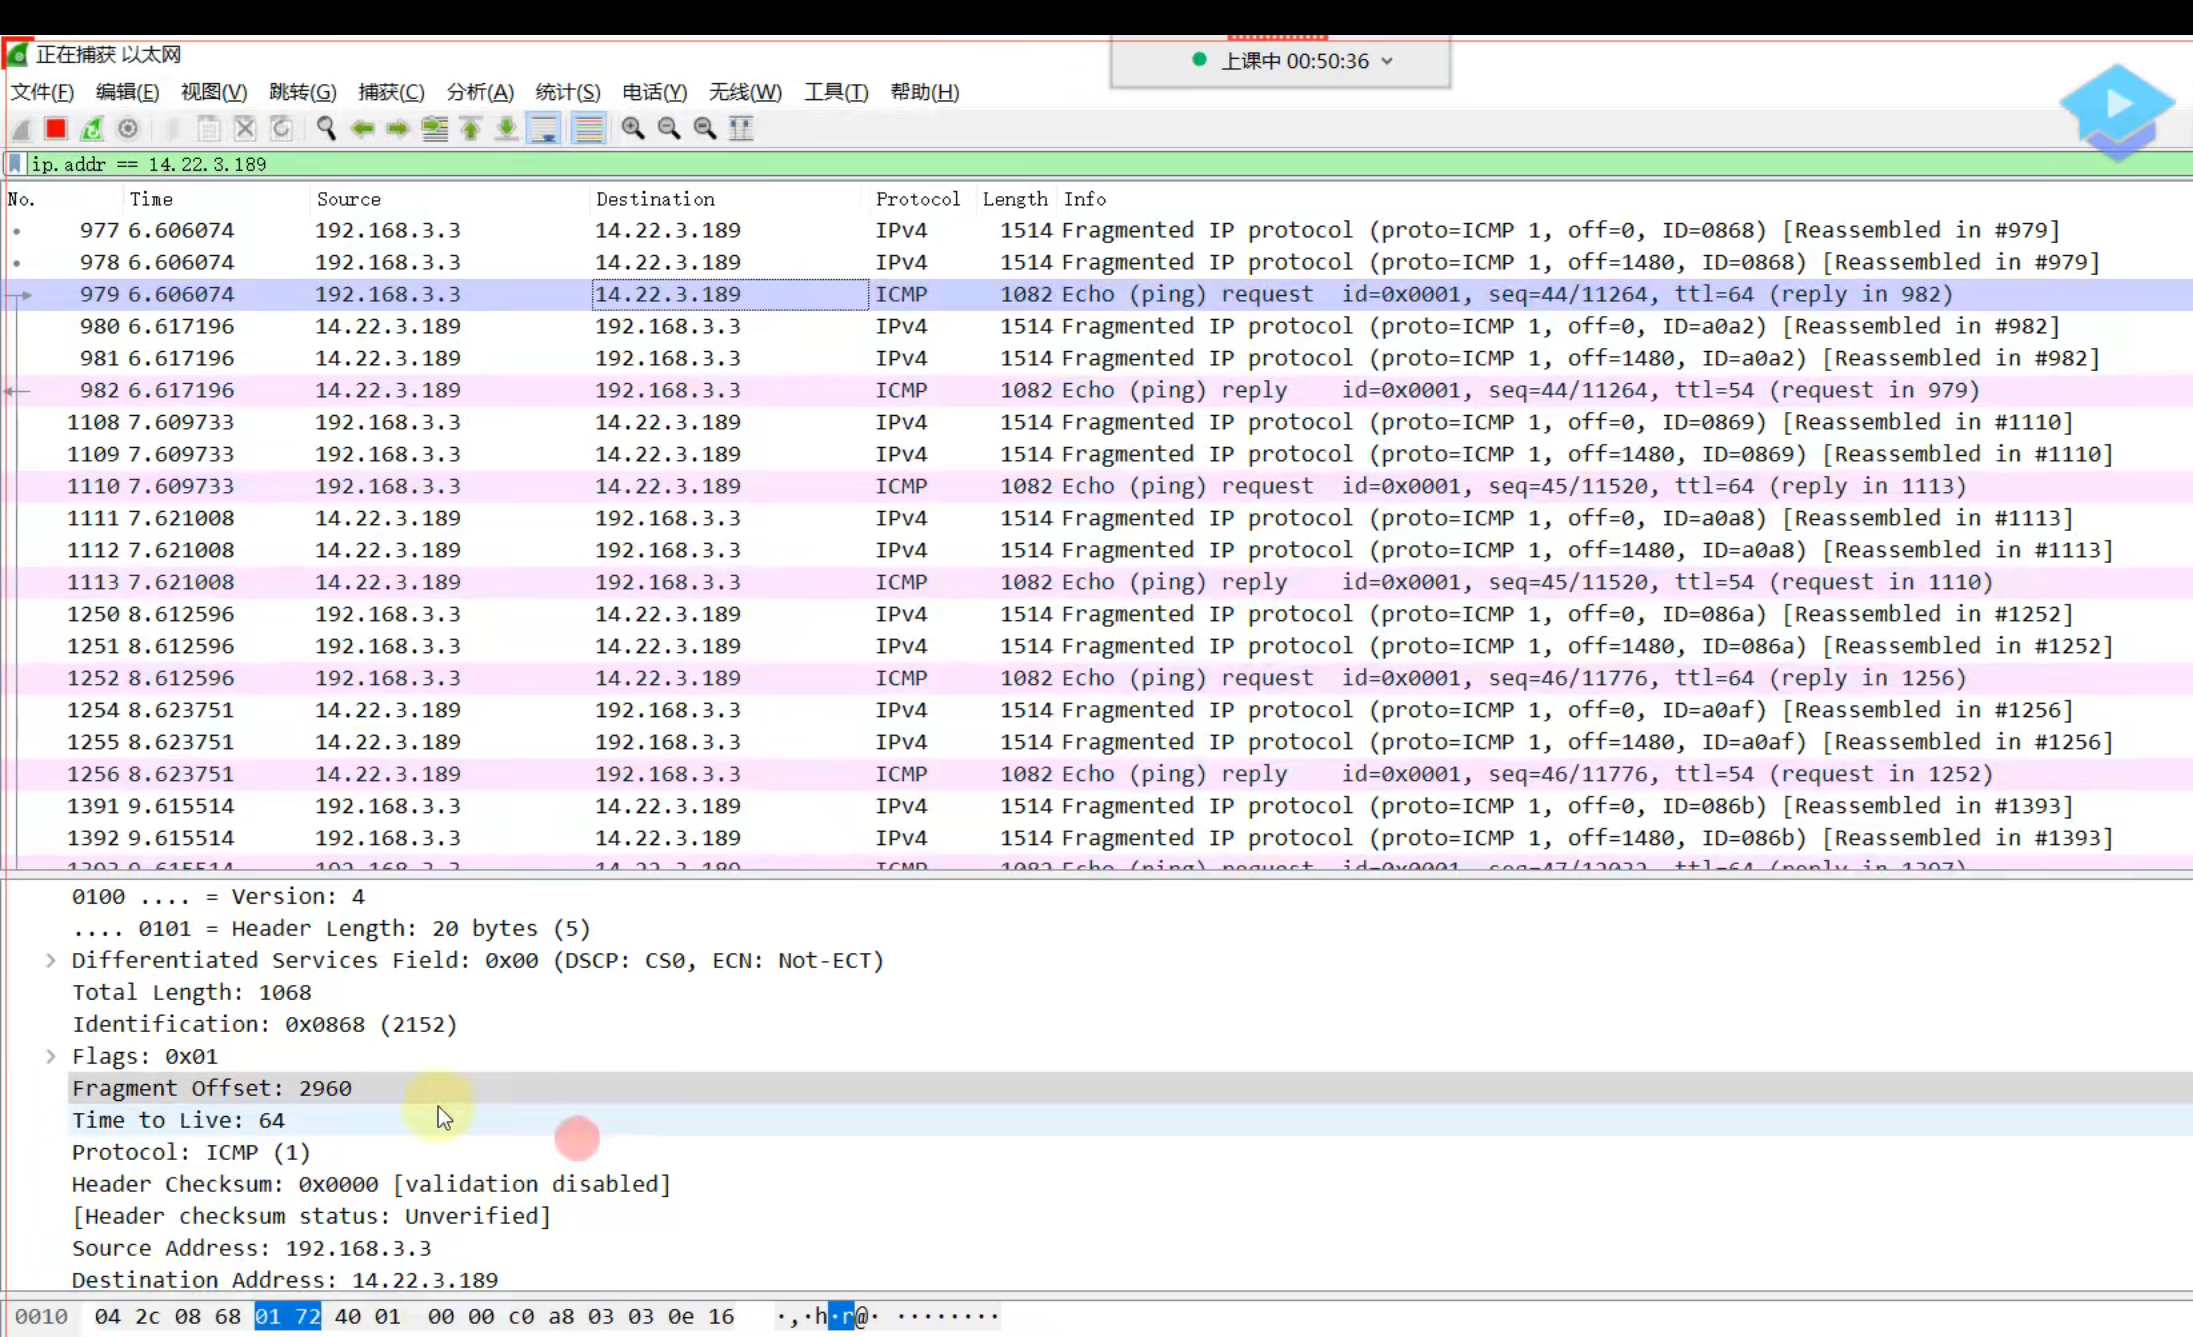 正在捕获 以太网
上课中 00:50:36
文件(F) 编辑(E) 视图(V) 跳转(G) 捕获(C) 分析(A) 统计(S) 电话(Y) 无线(W) 工具(T) 帮助(H)
ip.addr == 14.22.3.189
No. Time Source Destination Protocol Length Info
977 6.606074 192.168.3.3 14.22.3.189 IPv4 1514 Fragmented IP protocol (proto=ICMP 1, off=0, ID=0868) [Reassembled in #979]
978 6.606074 192.168.3.3 14.22.3.189 IPv4 1514 Fragmented IP protocol (proto=ICMP 1, off=1480, ID=0868) [Reassembled in #979]
979 6.606074 192.168.3.3 14.22.3.189 ICMP 1082 Echo (ping) request id=0x0001, seq=44/11264, ttl=64 (reply in 982)
980 6.617196 14.22.3.189 192.168.3.3 IPv4 1514 Fragmented IP protocol (proto=ICMP 1, off=0, ID=a0a2) [Reassembled in #982]
981 6.617196 14.22.3.189 192.168.3.3 IPv4 1514 Fragmented IP protocol (proto=ICMP 1, off=1480, ID=a0a2) [Reassembled in #982]
982 6.617196 14.22.3.189 192.168.3.3 ICMP 1082 Echo (ping) reply id=0x0001, seq=44/11264, ttl=54 (request in 979)
1108 7.609733 192.168.3.3 14.22.3.189 IPv4 1514 Fragmented IP protocol (proto=ICMP 1, off=0, ID=0869) [Reassembled in #1110]
1109 7.609733 192.168.3.3 14.22.3.189 IPv4 1514 Fragmented IP protocol (proto=ICMP 1, off=1480, ID=0869) [Reassembled in #1110]
1110 7.609733 192.168.3.3 14.22.3.189 ICMP 1082 Echo (ping) request id=0x0001, seq=45/11520, ttl=64 (reply in 1113)
1111 7.621008 14.22.3.189 192.168.3.3 IPv4 1514 Fragmented IP protocol (proto=ICMP 1, off=0, ID=a0a8) [Reassembled in #1113]
1112 7.621008 14.22.3.189 192.168.3.3 IPv4 1514 Fragmented IP protocol (proto=ICMP 1, off=1480, ID=a0a8) [Reassembled in #1113]
1113 7.621008 14.22.3.189 192.168.3.3 ICMP 1082 Echo (ping) reply id=0x0001, seq=45/11520, ttl=54 (request in 1110)
1250 8.612596 192.168.3.3 14.22.3.189 IPv4 1514 Fragmented IP protocol (proto=ICMP 1, off=0, ID=086a) [Reassembled in #1252]
1251 8.612596 192.168.3.3 14.22.3.189 IPv4 1514 Fragmented IP protocol (proto=ICMP 1, off=1480, ID=086a) [Reassembled in #1252]
1252 8.612596 192.168.3.3 14.22.3.189 ICMP 1082 Echo (ping) request id=0x0001, seq=46/11776, ttl=64 (reply in 1256)
1254 8.623751 14.22.3.189 192.168.3.3 IPv4 1514 Fragmented IP protocol (proto=ICMP 1, off=0, ID=a0af) [Reassembled in #1256]
1255 8.623751 14.22.3.189 192.168.3.3 IPv4 1514 Fragmented IP protocol (proto=ICMP 1, off=1480, ID=a0af) [Reassembled in #1256]
1256 8.623751 14.22.3.189 192.168.3.3 ICMP 1082 Echo (ping) reply id=0x0001, seq=46/11776, ttl=54 (request in 1252)
1391 9.615514 192.168.3.3 14.22.3.189 IPv4 1514 Fragmented IP protocol (proto=ICMP 1, off=0, ID=086b) [Reassembled in #1393]
1392 9.615514 192.168.3.3 14.22.3.189 IPv4 1514 Fragmented IP protocol (proto=ICMP 1, off=1480, ID=086b) [Reassembled in #1393]
1393 9.615514 192.168.3.3 14.22.3.189 ICMP 1082 Echo (ping) request id=0x0001, seq=47/12032, ttl=64 (reply in 1397)
0100 .... = Version: 4
.... 0101 = Header Length: 20 bytes (5)
Differentiated Services Field: 0x00 (DSCP: CS0, ECN: Not-ECT)
Total Length: 1068
Identification: 0x0868 (2152)
Flags: 0x01
Fragment Offset: 2960
Time to Live: 64
Protocol: ICMP (1)
Header Checksum: 0x0000 [validation disabled]
[Header checksum status: Unverified]
Source Address: 192.168.3.3
Destination Address: 14.22.3.189
0010 04 2c 08 68 01 72 40 01 00 00 c0 a8 03 03 0e 16 ·,·h·r@· ········